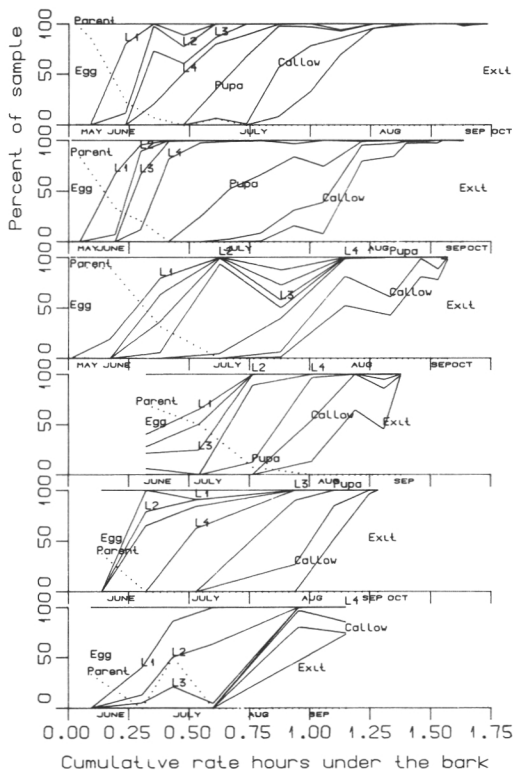 Percent of sample
100
50
0
Parent
Egg
L1
L2
L3
L4
Pupa
Callow
Exit
MAY JUNE JULY AUG SEP OCT
100
50
0
Parent
Egg
L1
L2
L3
L4
Pupa
Callow
Exit
MAY JUNE JULY AUG SEP OCT
100
50
0
Parent
Egg
L1
L2
L3
L4
Pupa
Callow
Exit
MAY JUNE JULY AUG SEP OCT
100
50
0
Parent
Egg
L1
L2
L3
L4
Pupa
Callow
Exit
JUNE JULY AUG SEP
100
50
0
Egg
Parent
L1
L2
L3
L4
Pupa
Callow
Exit
JUNE JULY AUG SEP OCT
100
50
0
Egg
Parent
L1
L2
L3
L4
Callow
Exit
JUNE JULY AUG SEP
0.00 0.25 0.50 0.75 1.00 1.25 1.50 1.75
Cumulative rate hours under the bark